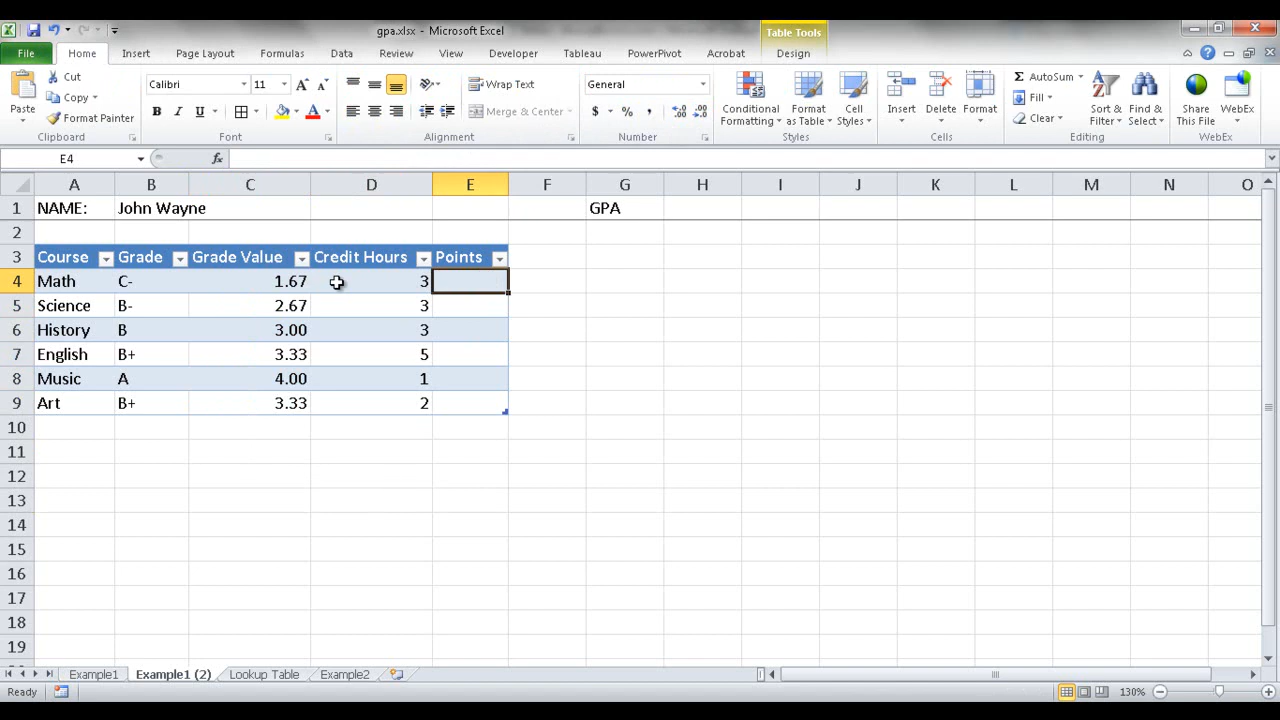 gpa.xlsx - Microsoft Excel
Table Tools
File Home Insert Page Layout Formulas Data Review View Developer Tableau PowerPivot Acrobat Design
Paste
Cut
Copy
Format Painter
Clipboard
Calibri 11
B I U A
Font
Wrap Text
Merge & Center
Alignment
General
$ % ,
Number
Conditional Formatting
Format as Table
Cell Styles
Styles
Insert
Delete
Format
Cells
Σ AutoSum
Fill
Clear
Sort & Filter
Find & Select
Editing
Share This File
WebEx
WebEx
E4 fx
A B C D E F G H I J K L M N O
1 NAME: John Wayne GPA
2
3 Course Grade Grade Value Credit Hours Points
4 Math C- 1.67 3
5 Science B- 2.67 3
6 History B 3.00 3
7 English B+ 3.33 5
8 Music A 4.00 1
9 Art B+ 3.33 2
10
11
12
13
14
15
16
17
18
19
Example1 Example1 (2) Lookup Table Example2
Ready 130%